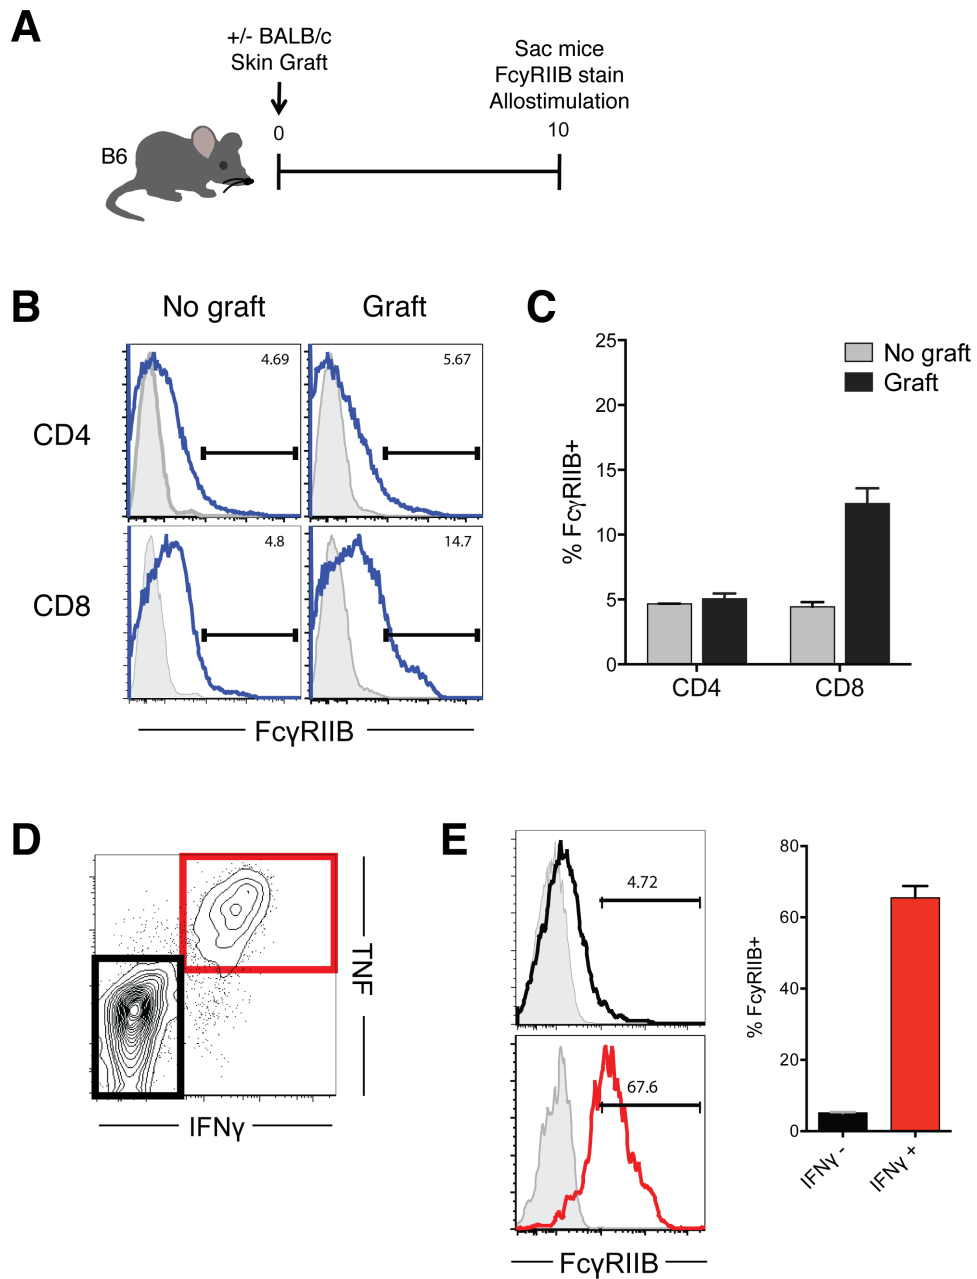 A
+/- BALB/c
Skin Graft
0
B6
Sac mice
FcγRIIB stain
Allostimulation
10
B
No graft
Graft
CD4
4.69
5.67
CD8
4.8
14.7
FcγRIIB
C
No graft
Graft
% FcγRIIB+
25
20
15
10
5
0
CD4
CD8
D
TNF
IFNγ
E
4.72
67.6
FcγRIIB
% FcγRIIB+
80
60
40
20
0
IFNγ -
IFNγ +